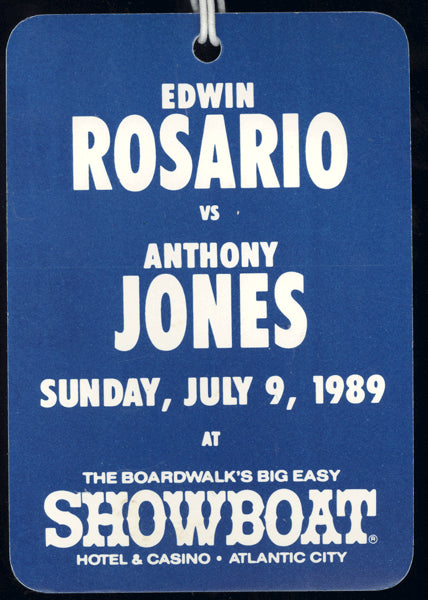 EDWIN
ROSARIO
VS
ANTHONY
JONES
SUNDAY, JULY 9, 1989
AT
THE BOARDWALK'S BIG EASY
SHOWBOAT®
HOTEL & CASINO • ATLANTIC CITY